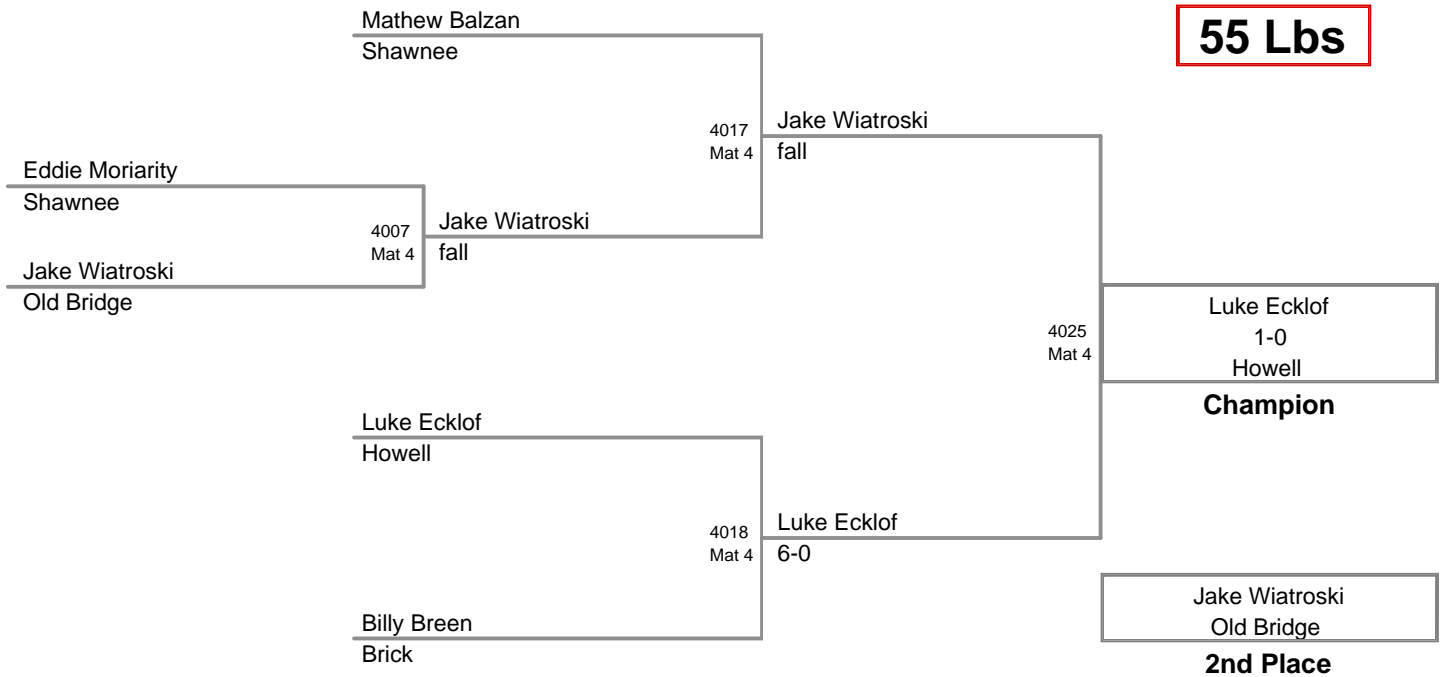 55 Lbs
Mathew Balzan
Shawnee
4017
Mat 4
Jake Wiatroski
fall
Eddie Moriarity
Shawnee
4007
Mat 4
Jake Wiatroski
fall
Jake Wiatroski
Old Bridge
4025
Mat 4
Luke Ecklof
1-0
Howell
Champion
Luke Ecklof
Howell
4018
Mat 4
Luke Ecklof
6-0
Billy Breen
Brick
Jake Wiatroski
Old Bridge
2nd Place